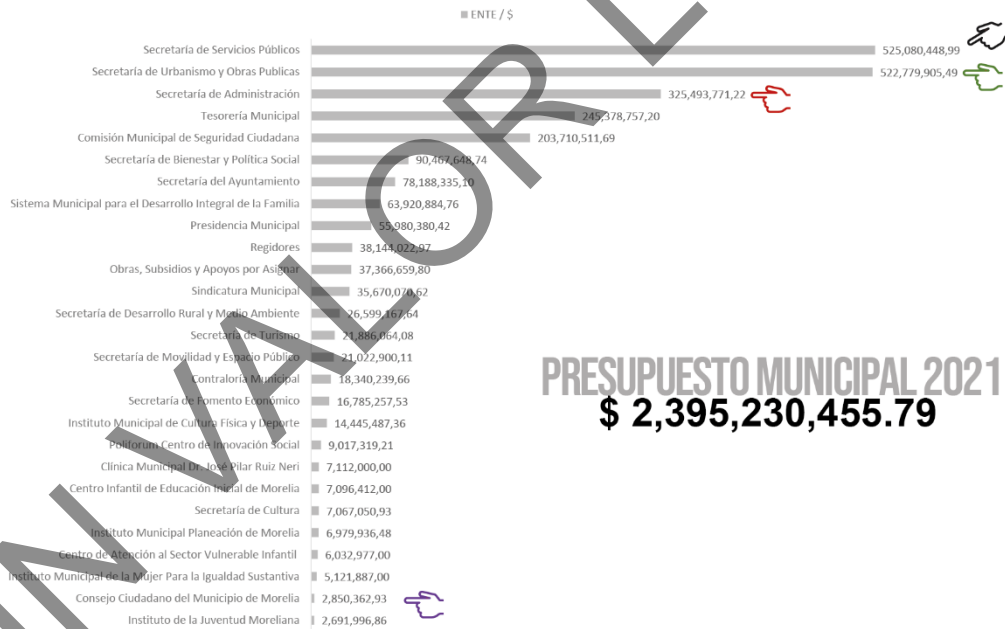 ENTE / $
Secretaría de Servicios Públicos 525,080,448,99
Secretaría de Urbanismo y Obras Publicas 522,779,905,49
Secretaría de Administración 325,493,771,22
Tesorería Municipal 245,378,757,20
Comisión Municipal de Seguridad Ciudadana 203,710,511,69
Secretaría de Bienestar y Política Social 90,467,648,74
Secretaría del Ayuntamiento 78,188,335,10
Sistema Municipal para el Desarrollo Integral de la Familia 63,920,884,76
Presidencia Municipal 55,980,380,42
Regidores 38,144,022,97
Obras, Subsidios y Apoyos por Asignar 37,366,659,80
Sindicatura Municipal 35,670,070,62
Secretaría de Desarrollo Rural y Medio Ambiente 26,599,167,64
Secretaría de Turismo 21,886,064,08
Secretaría de Movilidad y Espacio Público 21,022,900,11
Contraloría Municipal 18,340,239,66
Secretaría de Fomento Económico 16,785,257,53
Instituto Municipal de Cultura Física y Deporte 14,445,487,36
Poliforum Centro de Innovación Social 9,017,319,21
Clínica Municipal Dr. José Pilar Ruiz Neri 7,112,000,00
Centro Infantil de Educación Inicial de Morelia 7,096,412,00
Secretaría de Cultura 7,067,050,93
Instituto Municipal Planeación de Morelia 6,979,936,48
Centro de Atención al Sector Vulnerable Infantil 6,032,977,00
Instituto Municipal de la Mujer Para la Igualdad Sustantiva 5,121,887,00
Consejo Ciudadano del Municipio de Morelia 2,850,362,93
Instituto de la Juventud Moreliana 2,691,996,86
PRESUPUESTO MUNICIPAL 2021
$ 2,395,230,455.79
IN VALOR L